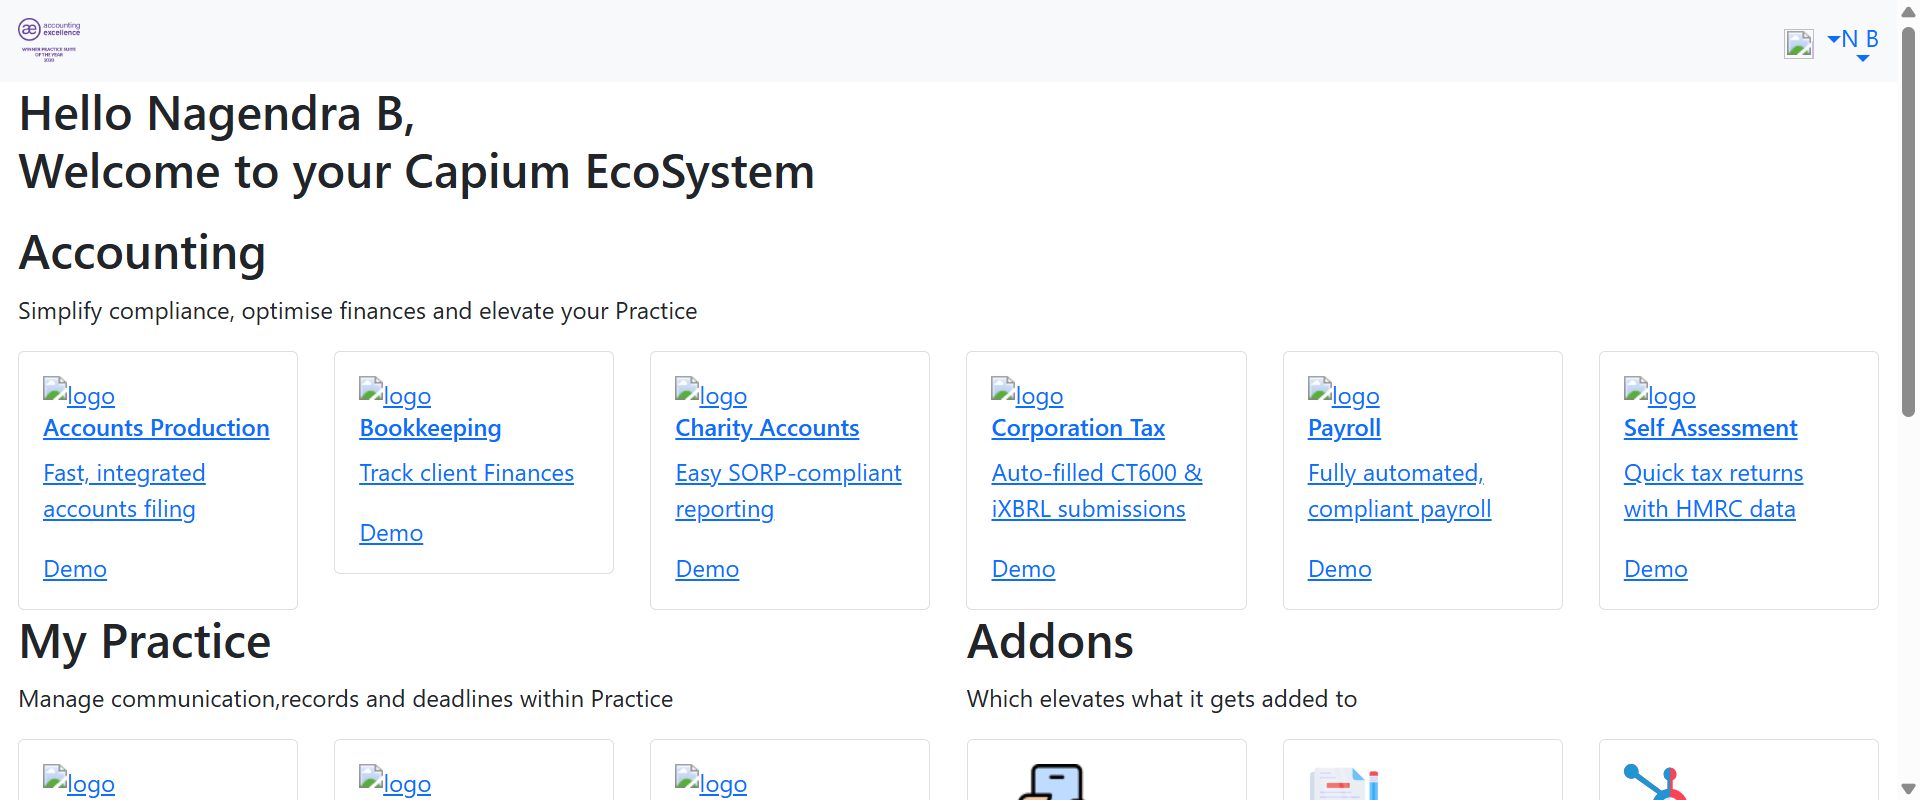 æ accounting
excellence
WINNER PRACTICE SUITE
OF THE YEAR
2020
N B
Hello Nagendra B,
Welcome to your Capium EcoSystem
Accounting
Simplify compliance, optimise finances and elevate your Practice
logo
Accounts Production
Fast, integrated
accounts filing
Demo
logo
Bookkeeping
Track client Finances
Demo
logo
Charity Accounts
Easy SORP-compliant
reporting
Demo
logo
Corporation Tax
Auto-filled CT600 &
iXBRL submissions
Demo
logo
Payroll
Fully automated,
compliant payroll
Demo
logo
Self Assessment
Quick tax returns
with HMRC data
Demo
My Practice
Manage communication,records and deadlines within Practice
logo
logo
logo
Addons
Which elevates what it gets added to